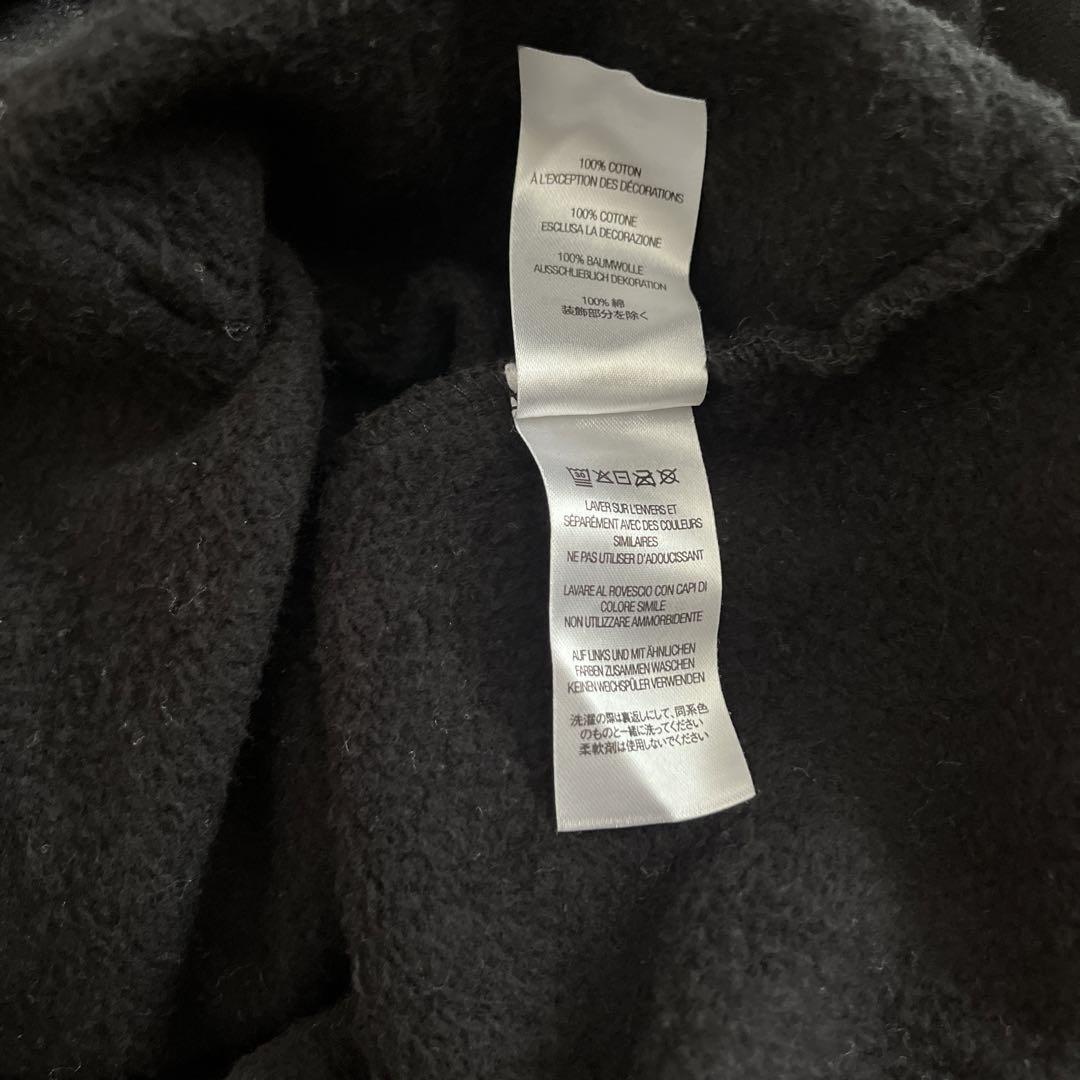 100% COTON
À L'EXCEPTION DES DÉCORATIONS
100% COTONE
ESCLUSA LA DECORAZIONE
100% BAUMWOLLE
AUSSCHLIEBLICH DEKORATION
100% 綿
装飾部分を除く
30
LAVER SUR L'ENVERS ET
SÉPARÉMENT AVEC DES COULEURS
SIMILAIRES
NE PAS UTILISER D'ADOUCISSANT
LAVARE AL ROVESCIO CON CAPI DI
COLORE SIMILE
NON UTILIZZARE AMMORBIDENTE
AUF LINKS UND MIT ÄHNLICHEN
FARBEN ZUSAMMEN WASCHEN
KEINEN WEICHSPÜLER VERWENDEN
洗濯の際は裏返しにして、同系色
のものと一緒に洗ってください
柔軟剤は使用しないでください